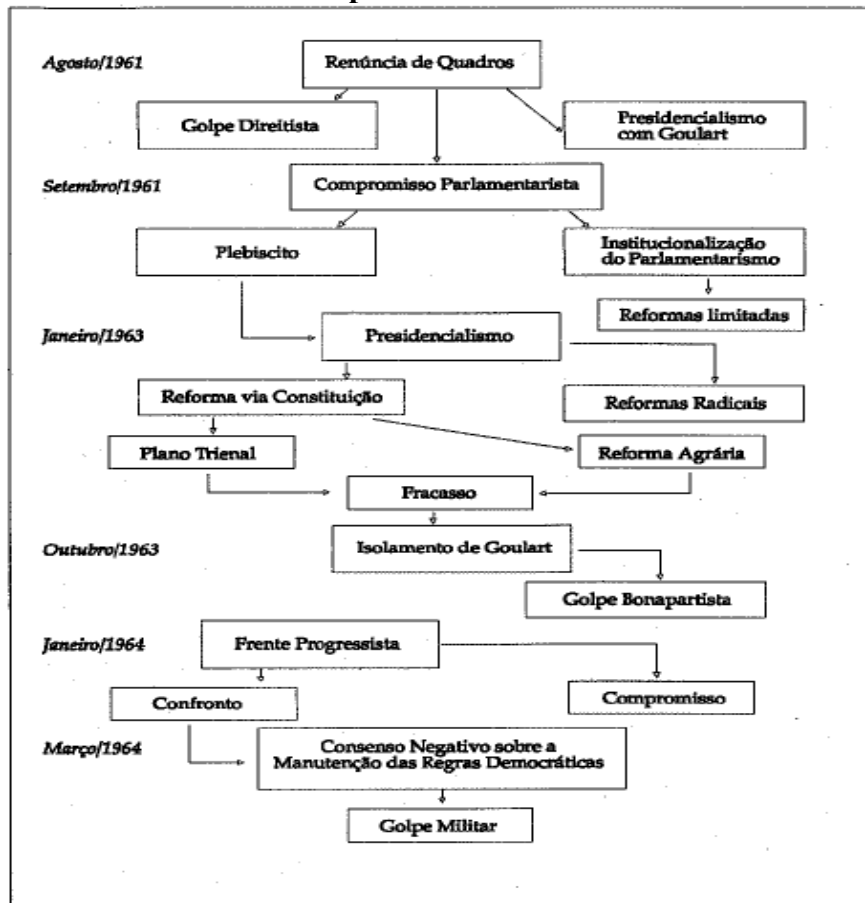 Agosto/1961
Renúncia de Quadros
Golpe Direitista
Presidencialismo
com Goulart
Setembro/1961
Compromisso Parlamentarista
Plebiscito
Institucionalização
do Parlamentarismo
Reformas limitadas
Janeiro/1963
Presidencialismo
Reforma via Constituição
Reformas Radicais
Plano Trienal
Reforma Agrária
Fracasso
Outubro/1963
Isolamento de Goulart
Golpe Bonapartista
Janeiro/1964
Frente Progressista
Confronto
Compromisso
Março/1964
Consenso Negativo sobre a
Manutenção das Regras Democráticas
Golpe Militar